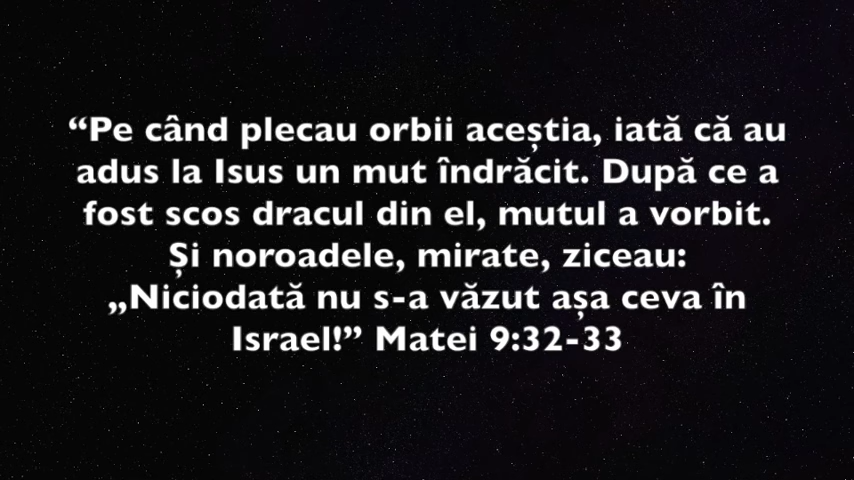 “Pe când plecau orbii aceștia, iată că au
adus la Isus un mut îndrăcit. După ce a
fost scos dracul din el, mutul a vorbit.
Și noroadele, mirate, ziceau:
„Niciodată nu s-a văzut așa ceva în
Israel!” Matei 9:32-33